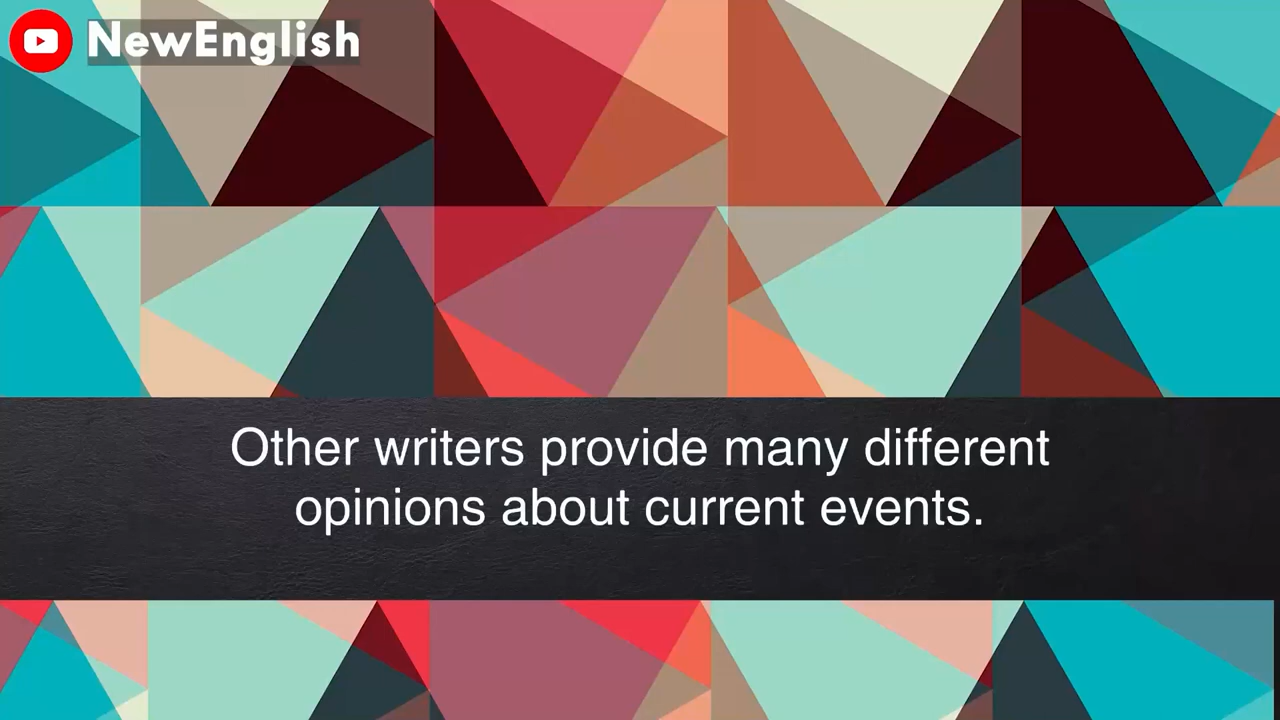 NewEnglish
Other writers provide many different
opinions about current events.